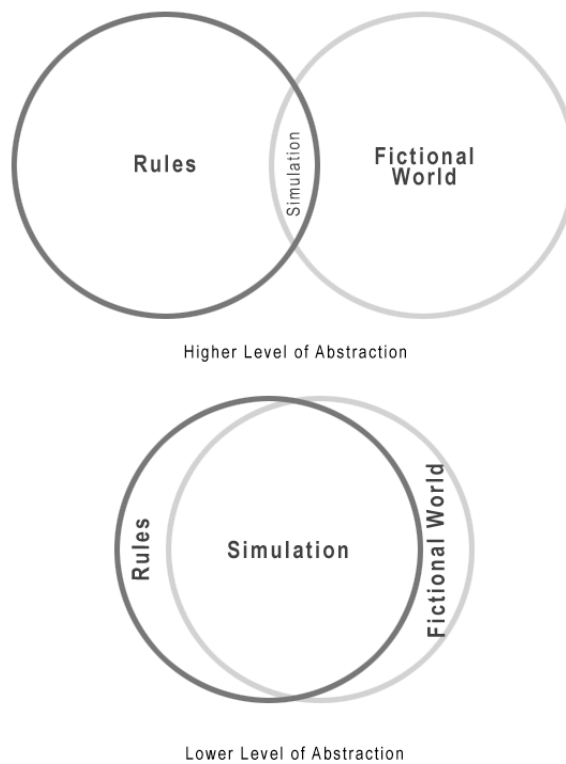 Rules
Simulation
Fictional
World
Higher Level of Abstraction
Rules
Simulation
Fictional World
Lower Level of Abstraction